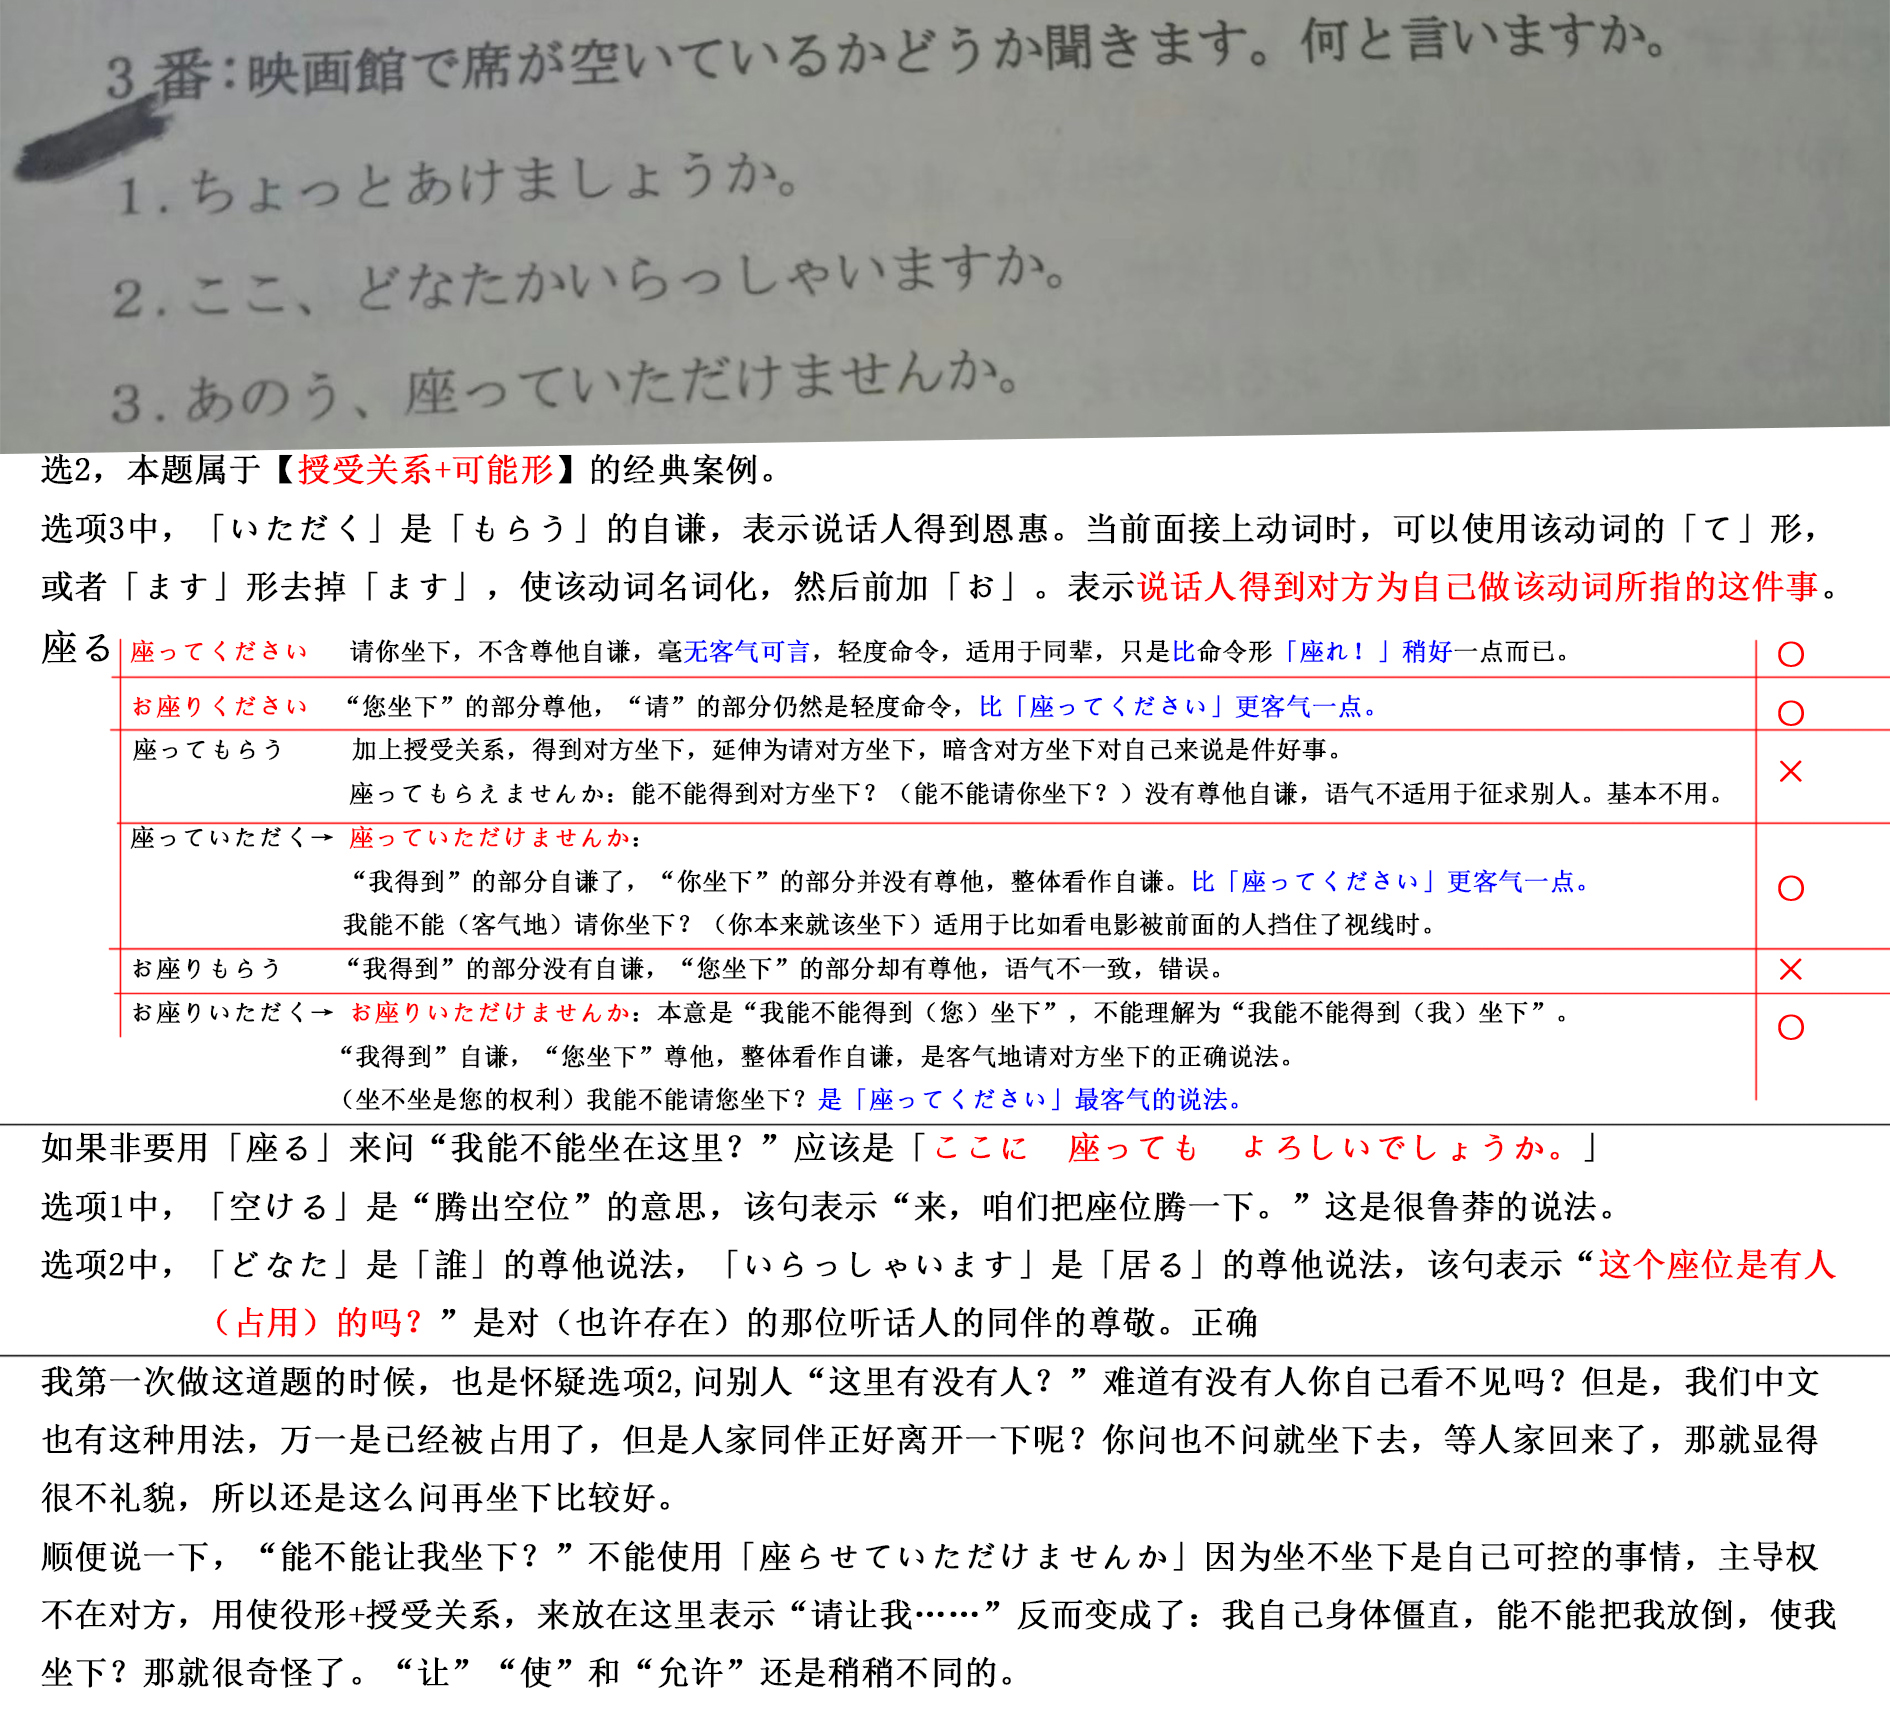 3番：映画館で席が空いているかどうか聞きます。何と言いますか。
1．ちょっとあけましょうか。
2．ここ、どなたかいらっしゃいますか。
3．あのう、座っていただけませんか。
选2，本题属于【授受关系+可能形】的经典案例。
选项3中，「いただく」是「もらう」的自谦，表示说话人得到恩惠。当前面接上动词时，可以使用该动词的「て」形，
或者「ます」形去掉「ます」，使该动词名词化，然后前加「お」。表示说话人得到对方为自己做该动词所指的这件事。
座る
座ってください 请你坐下，不含尊他自谦，毫无客气可言，轻度命令，适用于同辈，只是比命令形「座れ！」稍好一点而已。 ○
お座りください “您坐下”的部分尊他，“请”的部分仍然是轻度命令，比「座ってください」更客气一点。 ○
座ってもらう 加上授受关系，得到对方坐下，延伸为请对方坐下，暗含对方坐下对自己来说是件好事。 ×
座ってもらえませんか：能不能得到对方坐下？（能不能请你坐下？）没有尊他自谦，语气不适用于征求别人。基本不用。
座っていただく→ 座っていただけませんか：
“我得到”的部分自谦了，“你坐下”的部分并没有尊他，整体看作自谦。比「座ってください」更客气一点。 ○
我能不能（客气地）请你坐下？（你本来就该坐下）适用于比如看电影被前面的人挡住了视线时。
お座りもらう “我得到”的部分没有自谦，“您坐下”的部分却有尊他，语气不一致，错误。 ×
お座りいただく→ お座りいただけませんか：本意是“我能不能得到（您）坐下”，不能理解为“我能不能得到（我）坐下”。 ○
“我得到”自谦，“您坐下”尊他，整体看作自谦，是客气地请对方坐下的正确说法。
（坐不坐是您的权利）我能不能请您坐下？是「座ってください」最客气的说法。
如果非要用「座る」来问“我能不能坐在这里？”应该是「ここに　座っても　よろしいでしょうか。」
选项1中，「空ける」是“腾出空位”的意思，该句表示“来，咱们把座位腾一下。”这是很鲁莽的说法。
选项2中，「どなた」是「誰」的尊他说法，「いらっしゃいます」是「居る」的尊他说法，该句表示“这个座位是有人
（占用）的吗？”是对（也许存在）的那位听话人的同伴的尊敬。正确
我第一次做这道题的时候，也是怀疑选项2,问别人“这里有没有人？”难道有没有人你自己看不见吗？但是，我们中文
也有这种用法，万一是已经被占用了，但是人家同伴正好离开一下呢？你问也不问就坐下去，等人家回来了，那就显得
很不礼貌，所以还是这么问再坐下比较好。
顺便说一下，“能不能让我坐下？”不能使用「座らせていただけませんか」因为坐不坐下是自己可控的事情，主导权
不在对方，用使役形+授受关系，来放在这里表示“请让我……”反而变成了：我自己身体僵直，能不能把我放倒，使我
坐下？那就很奇怪了。“让”“使”和“允许”还是稍稍不同的。